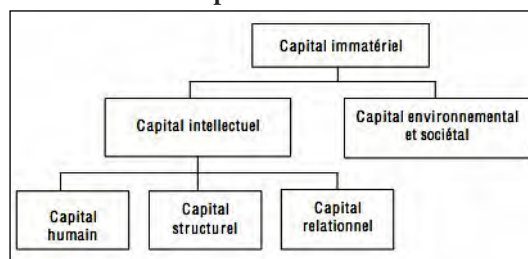 Capital immatériel
Capital intellectuel
Capital environnemental
et sociétal
Capital
humain
Capital
structurel
Capital
relationnel